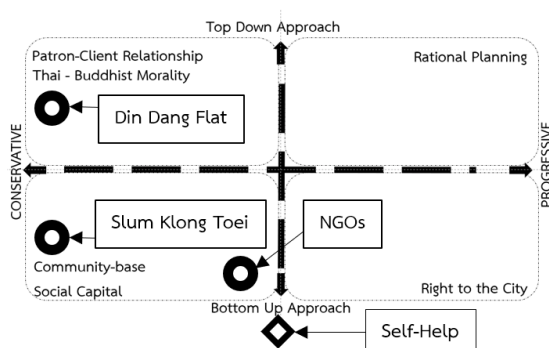 Top Down Approach
Patron-Client Relationship
Thai - Buddhist Morality
Rational Planning
Din Dang Flat
CONSERVATIVE
PROGRESSIVE
Slum Klong Toei
NGOs
Community-base
Social Capital
Right to the City
Bottom Up Approach
Self-Help